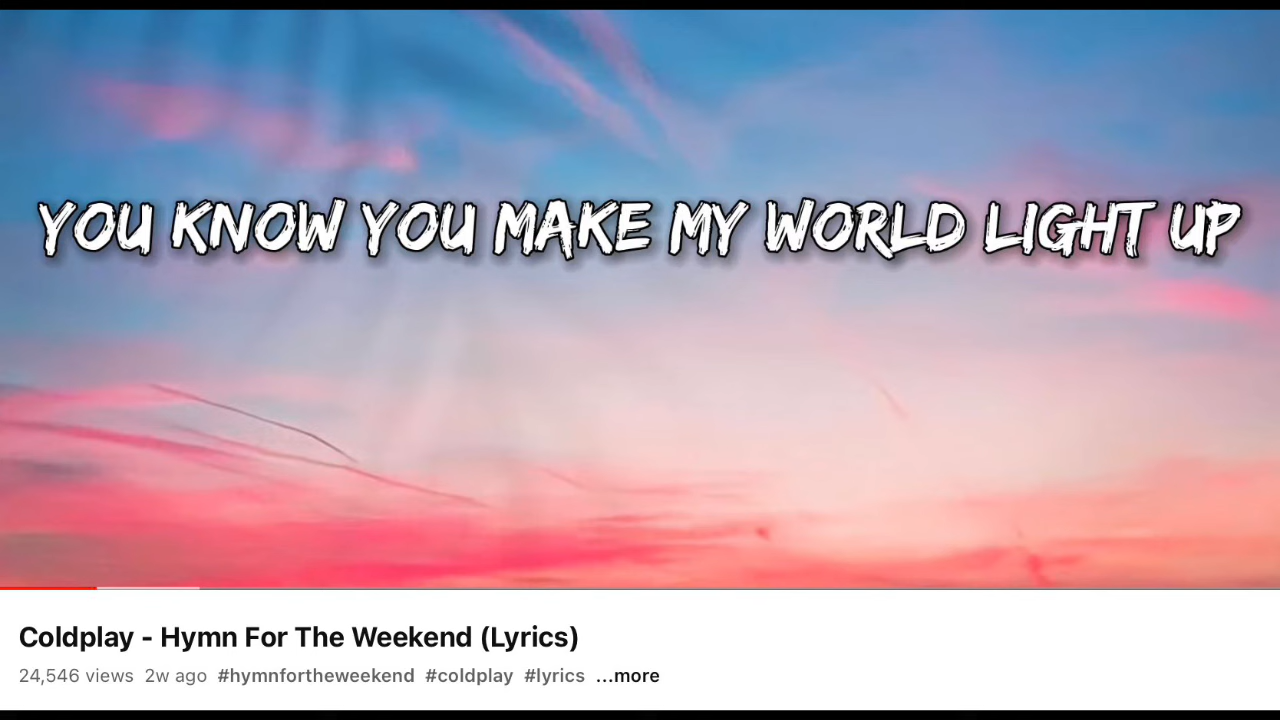 YOU KNOW YOU MAKE MY WORLD LIGHT UP
Coldplay - Hymn For The Weekend (Lyrics)
24,546 views 2w ago #hymnfortheweekend #coldplay #lyrics ...more